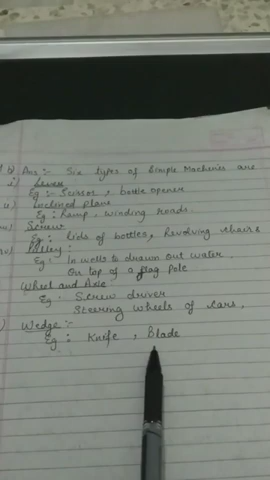 b) Ans :- Six types of Simple Machines are
i) Lever
Eg :- Scissor, bottle opener
ii) Inclined plane
Eg : Ramp, winding roads
iii) Screw
Eg : Lids of bottles, Revolving chairs
iv) Pulley :-
Eg : In wells to drawn out water.
On top of a flag pole
Wheel and Axle :
Eg : Screw driver
Steering wheels of cars.
) Wedge :-
Eg : Knife, Blade